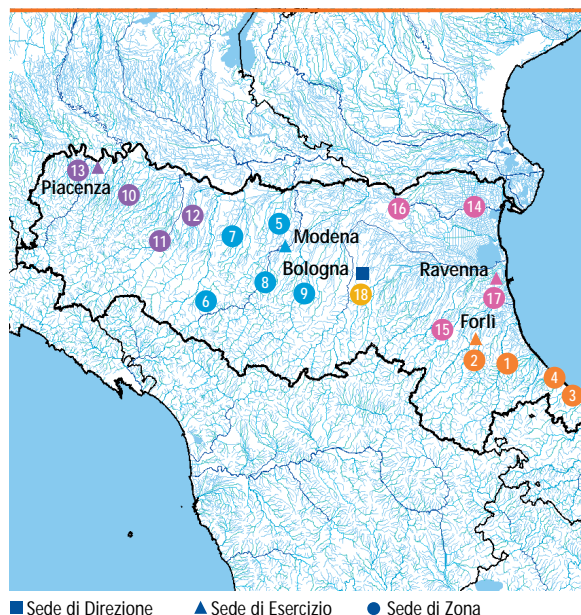 13
Piacenza
10
12
11
7
5
Modena
16
14
Bologna
8
9
6
18
Ravenna
17
Forlì
15
2
1
4
3
Sede di Direzione
Sede di Esercizio
Sede di Zona